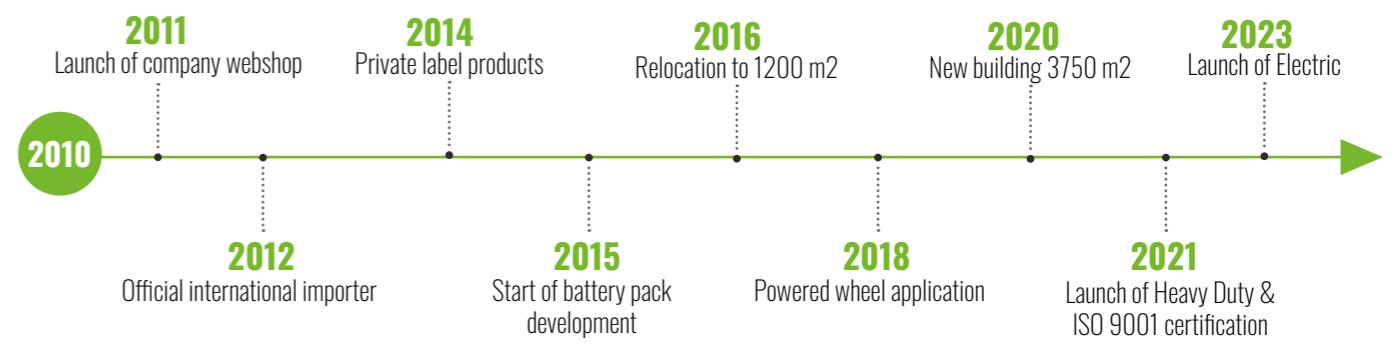 2010
2011
Launch of company webshop
2012
Official international importer
2014
Private label products
2015
Start of battery pack
development
2016
Relocation to 1200 m2
2018
Powered wheel application
2020
New building 3750 m2
2021
Launch of Heavy Duty &
ISO 9001 certification
2023
Launch of Electric